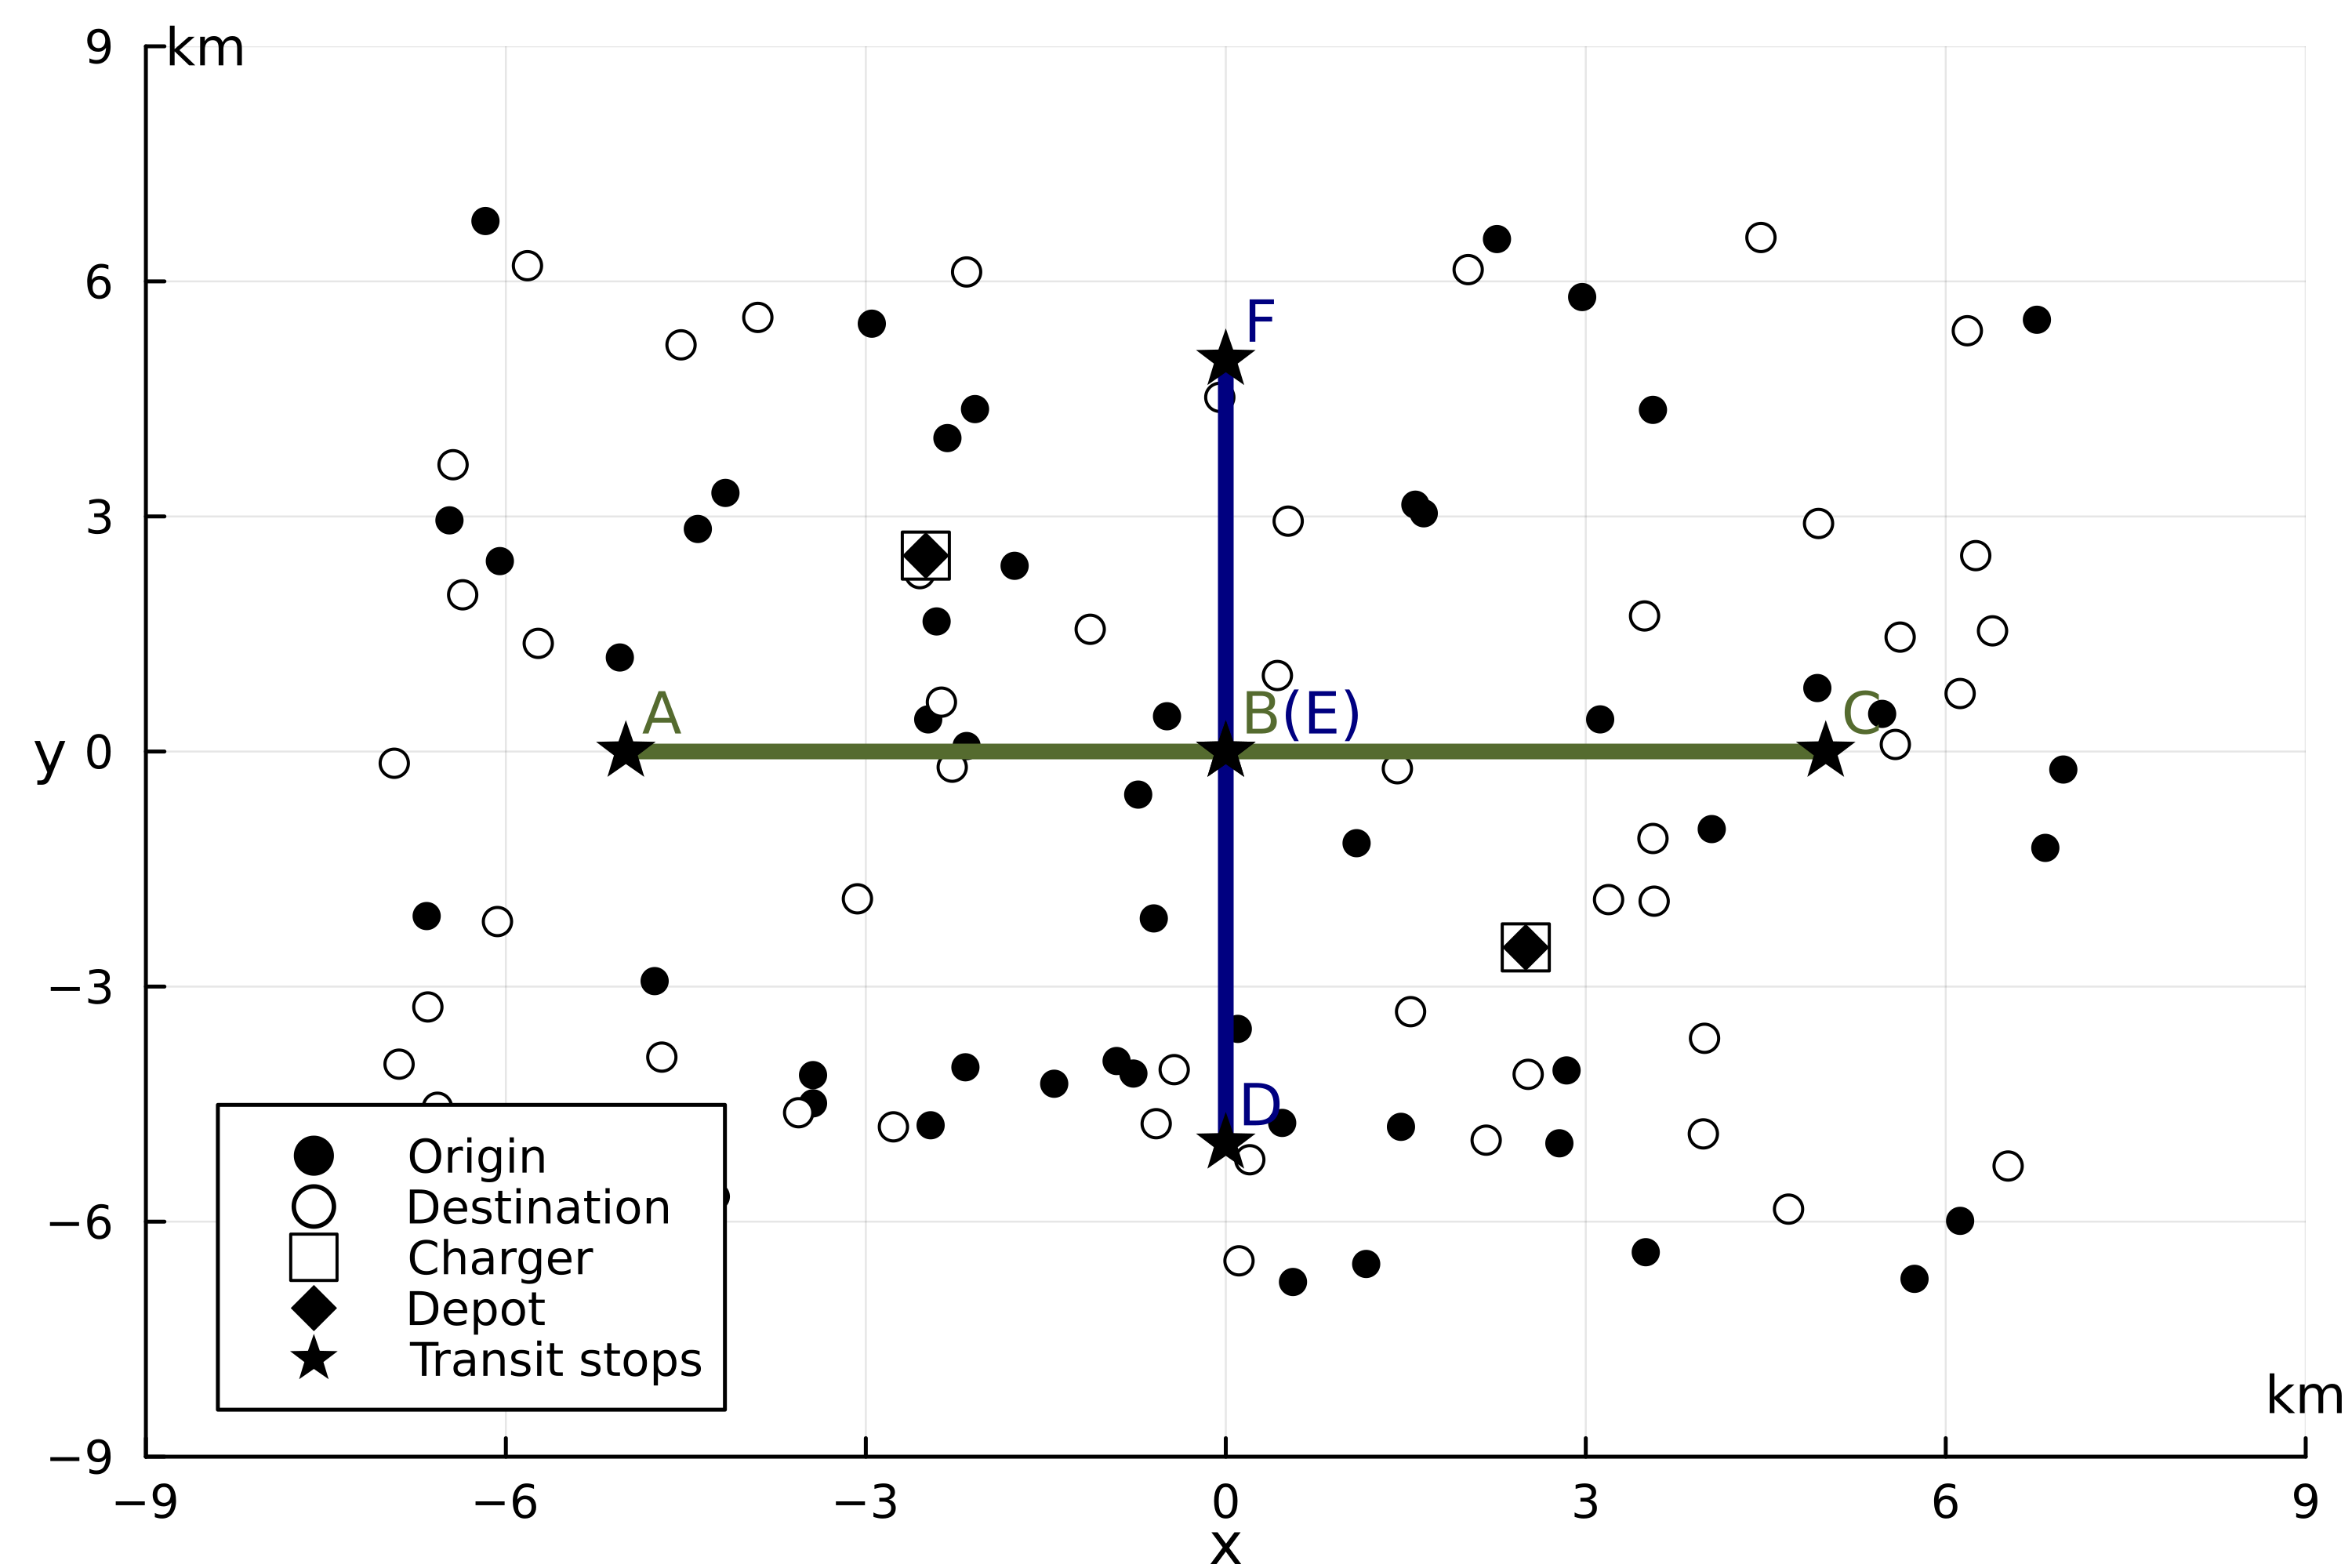 9 km
6
F
3
A B(E) C
y 0
−3
D
Origin
Destination
−6
Charger
Depot
Transit stops
km
−9
−9 −6 −3 0 3 6 9
x